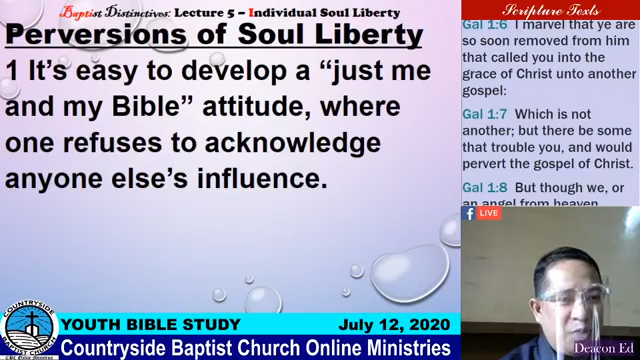 Baptist Distinctives: Lecture 5 – Individual Soul Liberty
Perversions of Soul Liberty
1 It's easy to develop a “just me
and my Bible” attitude, where
one refuses to acknowledge
anyone else's influence.
Scripture Texts
Gal 1:6 I marvel that ye are
so soon removed from him
that called you into the
grace of Christ unto another
gospel:
Gal 1:7 Which is not
another; but there be some
that trouble you, and would
pervert the gospel of Christ.
Gal 1:8 But though we, or
an angel from heaven
f LIVE
Deacon Ed
COUNTRYSIDE
BAPTIST CHURCH
CBC Online Ministries
YOUTH BIBLE STUDY July 12, 2020
Countryside Baptist Church Online Ministries